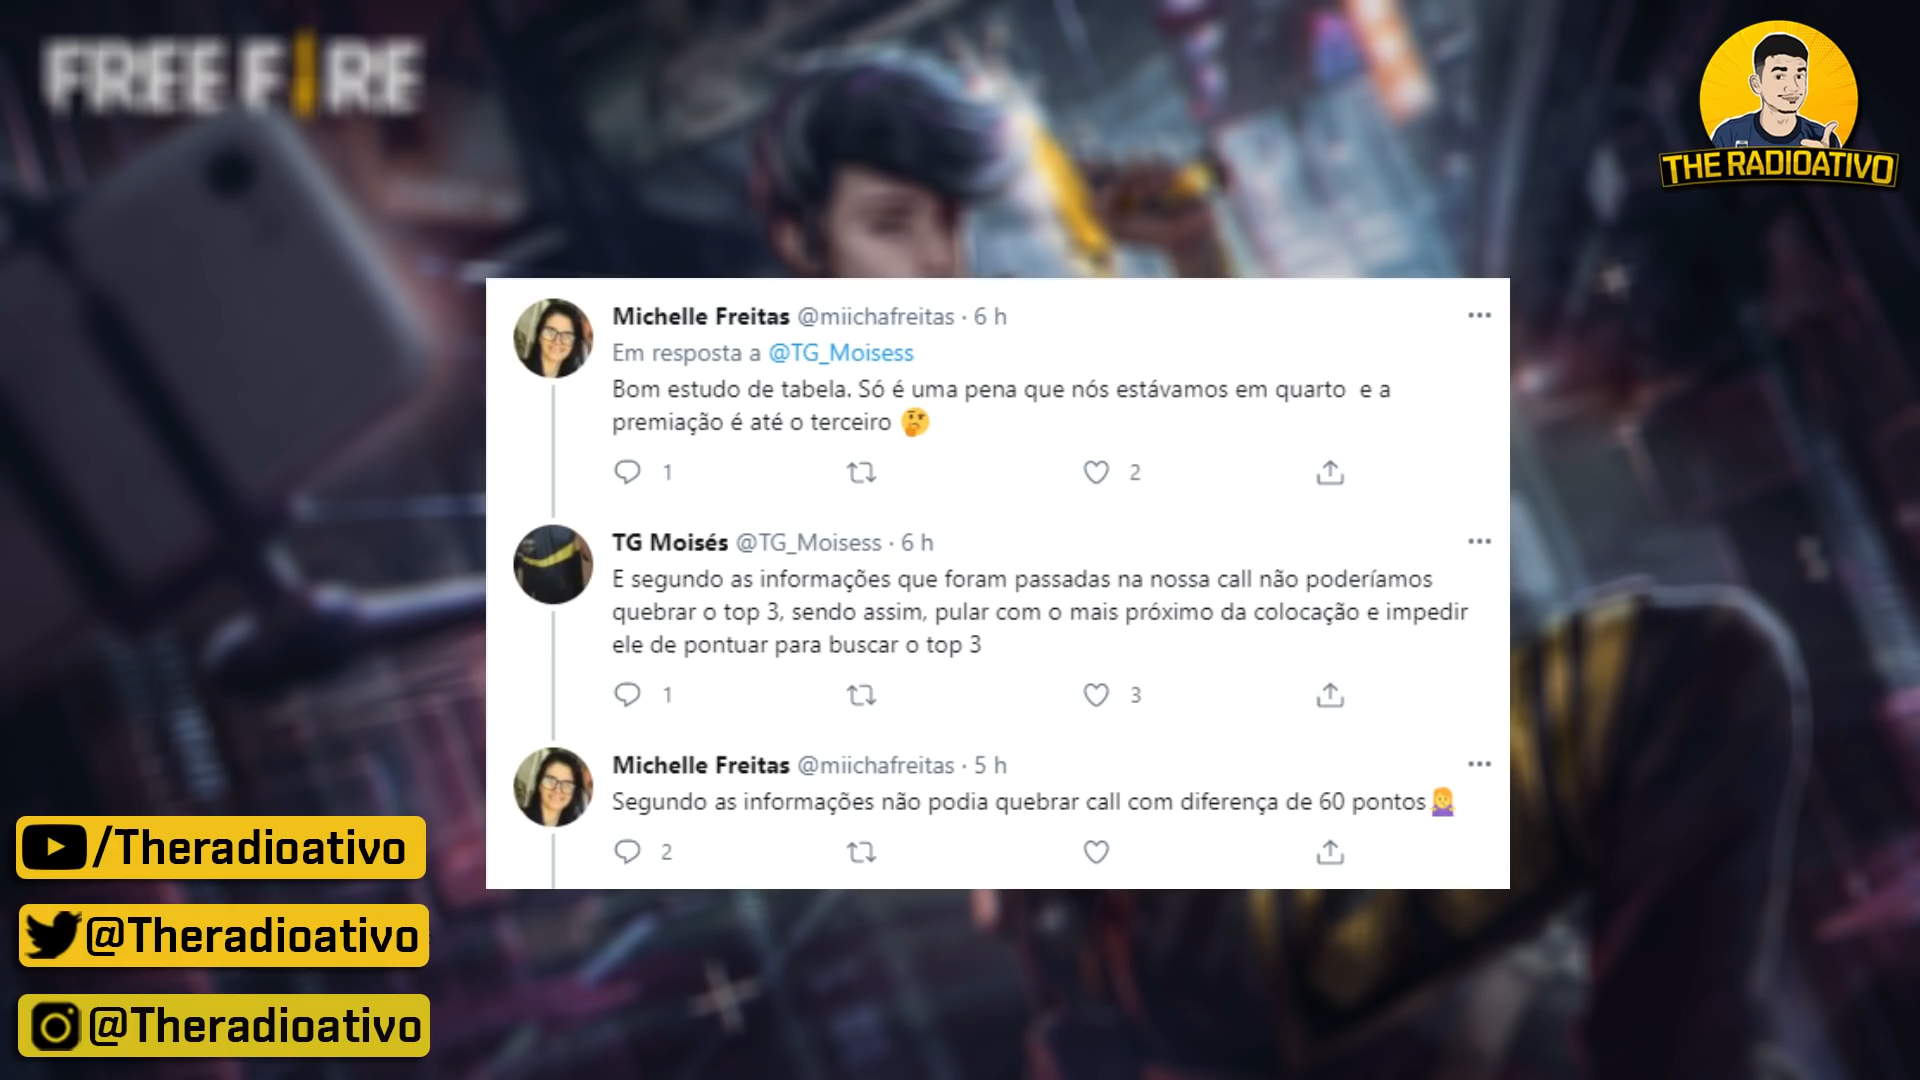 FREE FIRE
THE RADIOATIVO
Michelle Freitas @miichafreitas · 6 h
Em resposta a @TG_Moisess
Bom estudo de tabela. Só é uma pena que nós estávamos em quarto  e a
premiação é até o terceiro 🤔
1
2
TG Moisés @TG_Moisess · 6 h
E segundo as informações que foram passadas na nossa call não poderíamos
quebrar o top 3, sendo assim, pular com o mais próximo da colocação e impedir
ele de pontuar para buscar o top 3
1
3
Michelle Freitas @miichafreitas · 5 h
Segundo as informações não podia quebrar call com diferença de 60 pontos🤷‍♀️
2
/Theradioativo
@Theradioativo
@Theradioativo